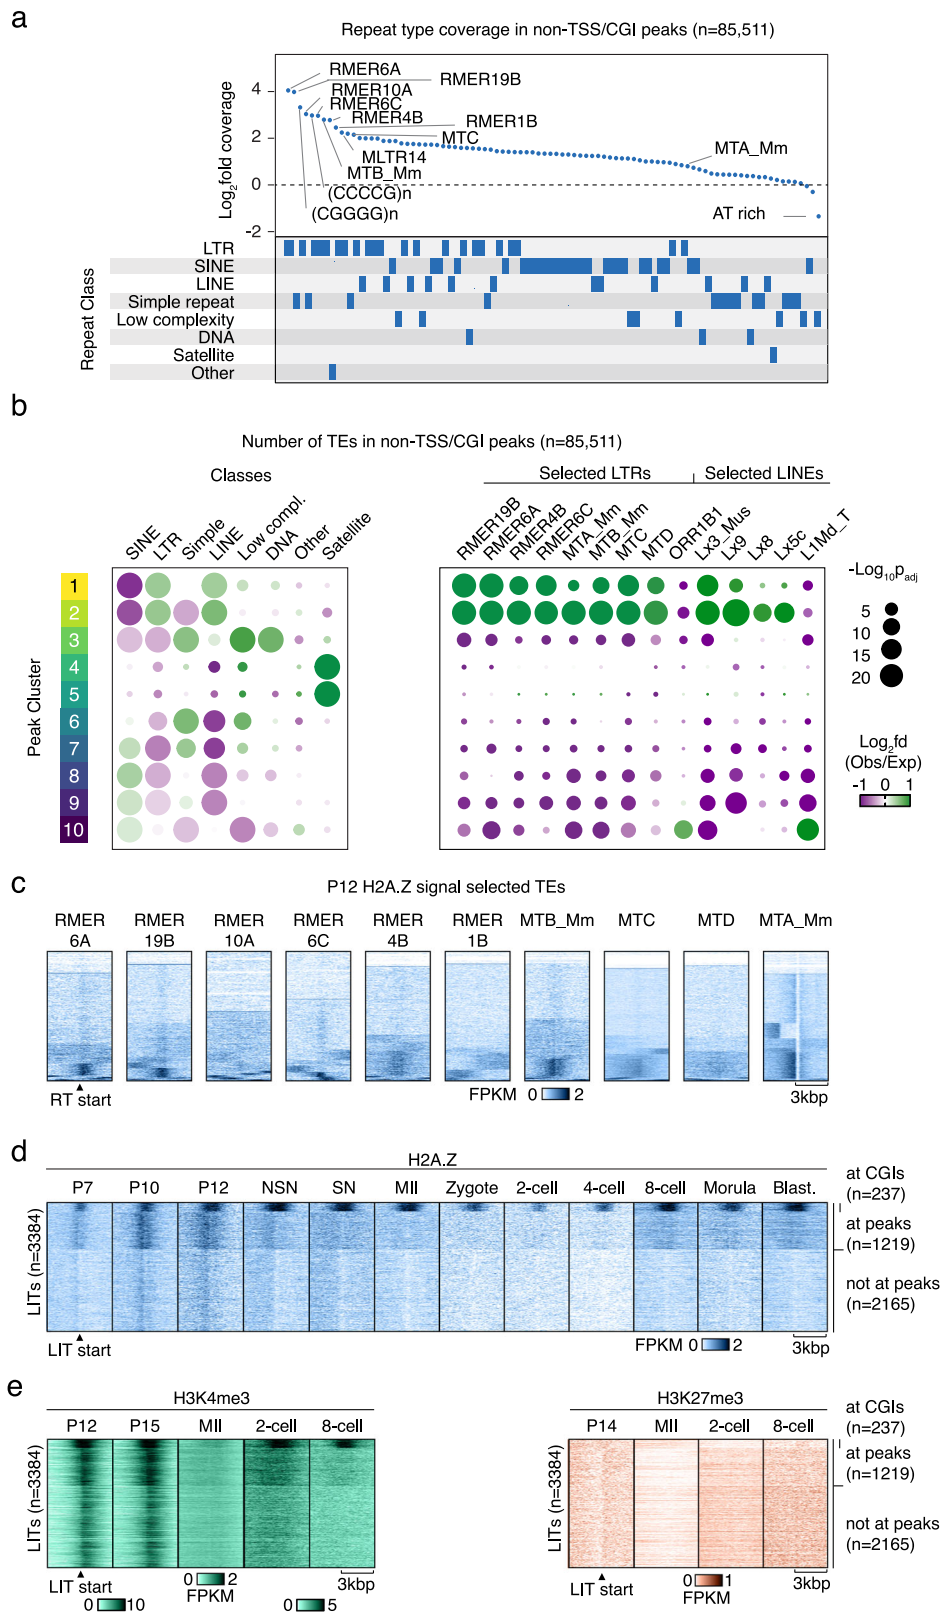 a
Repeat type coverage in non-TSS/CGI peaks (n=85,511)
Log2fold coverage
4
2
0
-2
RMER6A
RMER19B
RMER10A
RMER6C
RMER4B
RMER1B
MTC
MLTR14
MTB_Mm
(CCCCG)n
(CGGGG)n
MTA_Mm
AT rich
Repeat Class
LTR
SINE
LINE
Simple repeat
Low complexity
DNA
Satellite
Other
b
Number of TEs in non-TSS/CGI peaks (n=85,511)
Classes
Selected LTRs
Selected LINEs
SINE
LTR
Simple
LINE
Low compl.
DNA
Other
Satellite
RMER19B
RMER6A
RMER4B
RMER6C
MTA_Mm
MTB_Mm
MTC
MTD
ORR1B1
Lx3_Mus
Lx9
Lx8
Lx5c
L1Md_T
Peak Cluster
1
2
3
4
5
6
7
8
9
10
-Log10padj
5
10
15
20
Log2fd
(Obs/Exp)
-1 0 1
c
P12 H2A.Z signal selected TEs
RMER 6A
RMER 19B
RMER 10A
RMER 6C
RMER 4B
RMER 1B
MTB_Mm
MTC
MTD
MTA_Mm
RT start
FPKM 0 2
3kbp
d
H2A.Z
P7 P10 P12 NSN SN MII Zygote 2-cell 4-cell 8-cell Morula Blast.
LITs (n=3384)
at CGIs
(n=237)
at peaks
(n=1219)
not at peaks
(n=2165)
LIT start
FPKM 0 2
3kbp
e
H3K4me3
P12 P15 MII 2-cell 8-cell
LITs (n=3384)
LIT start
0 2
FPKM
3kbp
0 10
0 5
H3K27me3
P14 MII 2-cell 8-cell
LITs (n=3384)
at CGIs
(n=237)
at peaks
(n=1219)
not at peaks
(n=2165)
LIT start
0 1
FPKM
3kbp